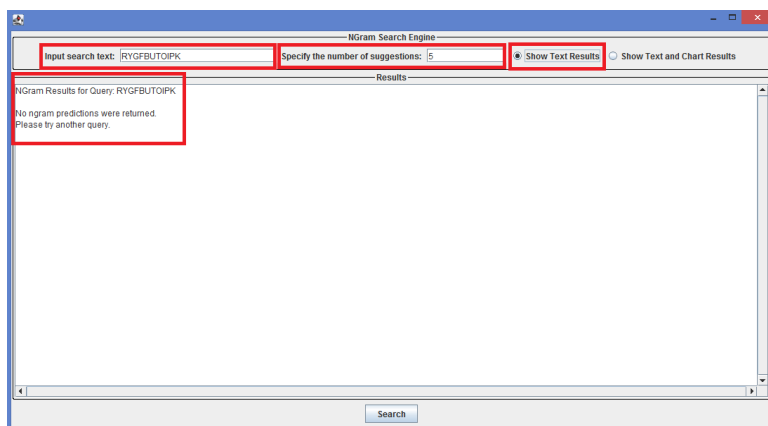 NGram Search Engine
Input search text: RYGFBUTOIPK Specify the number of suggestions: 5 Show Text Results Show Text and Chart Results
Results
NGram Results for Query: RYGFBUTOIPK
No ngram predictions were returned.
Please try another query.
Search